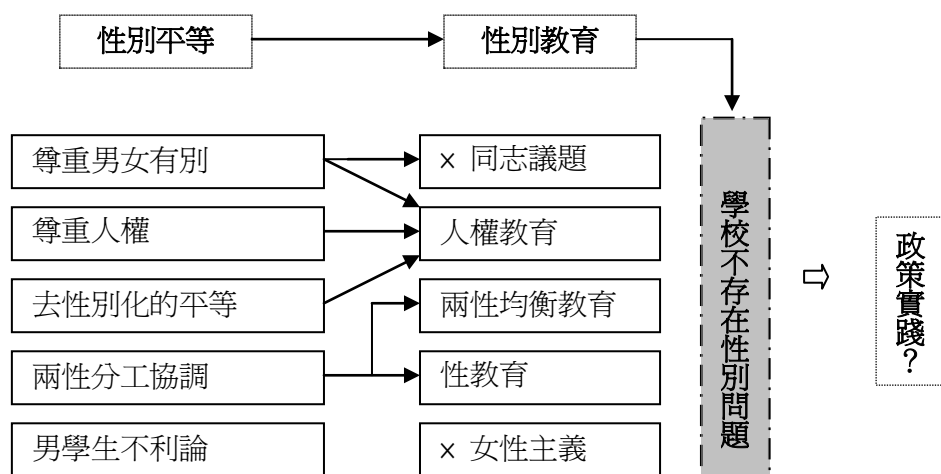 性別平等
性別教育
尊重男女有別
× 同志議題
尊重人權
人權教育
去性別化的平等
兩性均衡教育
兩性分工協調
性教育
男學生不利論
× 女性主義
學校不存在性別問題
政策實踐？